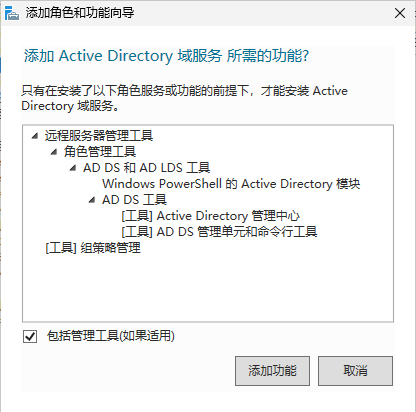 添加角色和功能向导
添加 Active Directory 域服务 所需的功能?
只有在安装了以下角色服务或功能的前提下，才能安装 Active
Directory 域服务。
远程服务器管理工具
角色管理工具
AD DS 和 AD LDS 工具
Windows PowerShell 的 Active Directory 模块
AD DS 工具
[工具] Active Directory 管理中心
[工具] AD DS 管理单元和命令行工具
[工具] 组策略管理
包括管理工具(如果适用)
添加功能
取消